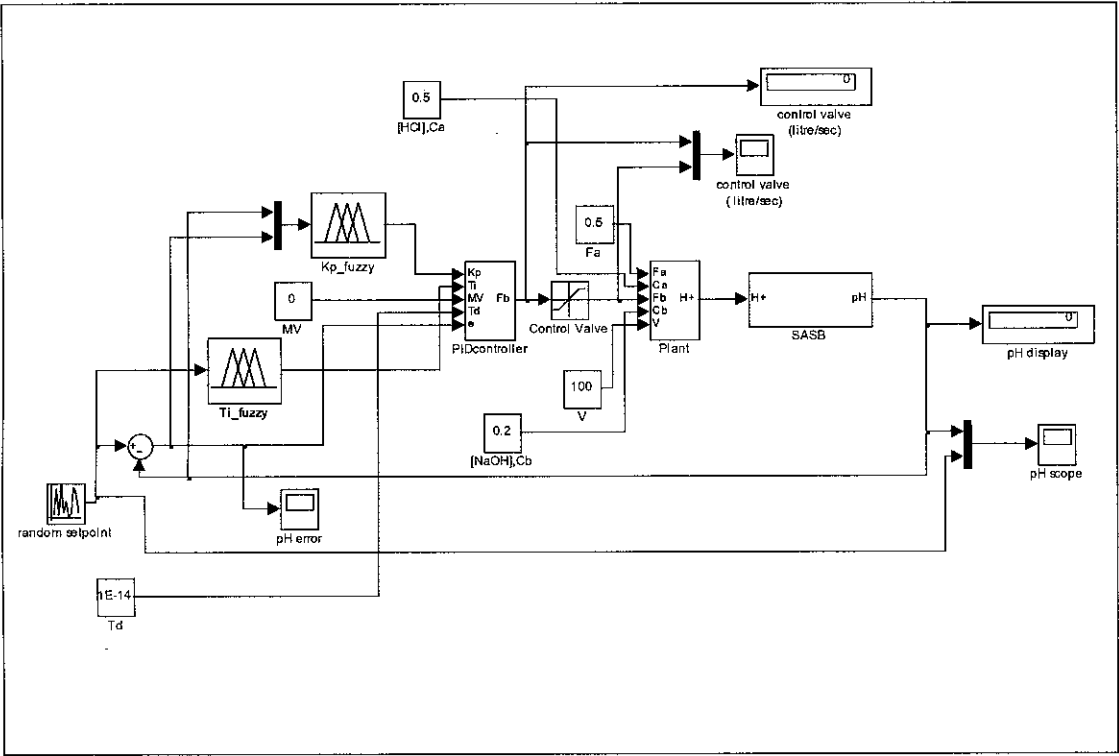 0
control valve
(litre/sec)
0.5
[HCl],Ca
control valve
( litre/sec)
0.5
Fa
Kp_fuzzy
Kp
Ti
MV
Td
e
Fb
PIDcontroller
0
MV
Control Valve
Fa
Ca
Fb
Cb
V
H+
Plant
H+
pH
SASB
0
pH display
Ti_fuzzy
100
V
0.2
[NaOH],Cb
+
-
pH scope
random setpoint
pH error
1E-14
Td